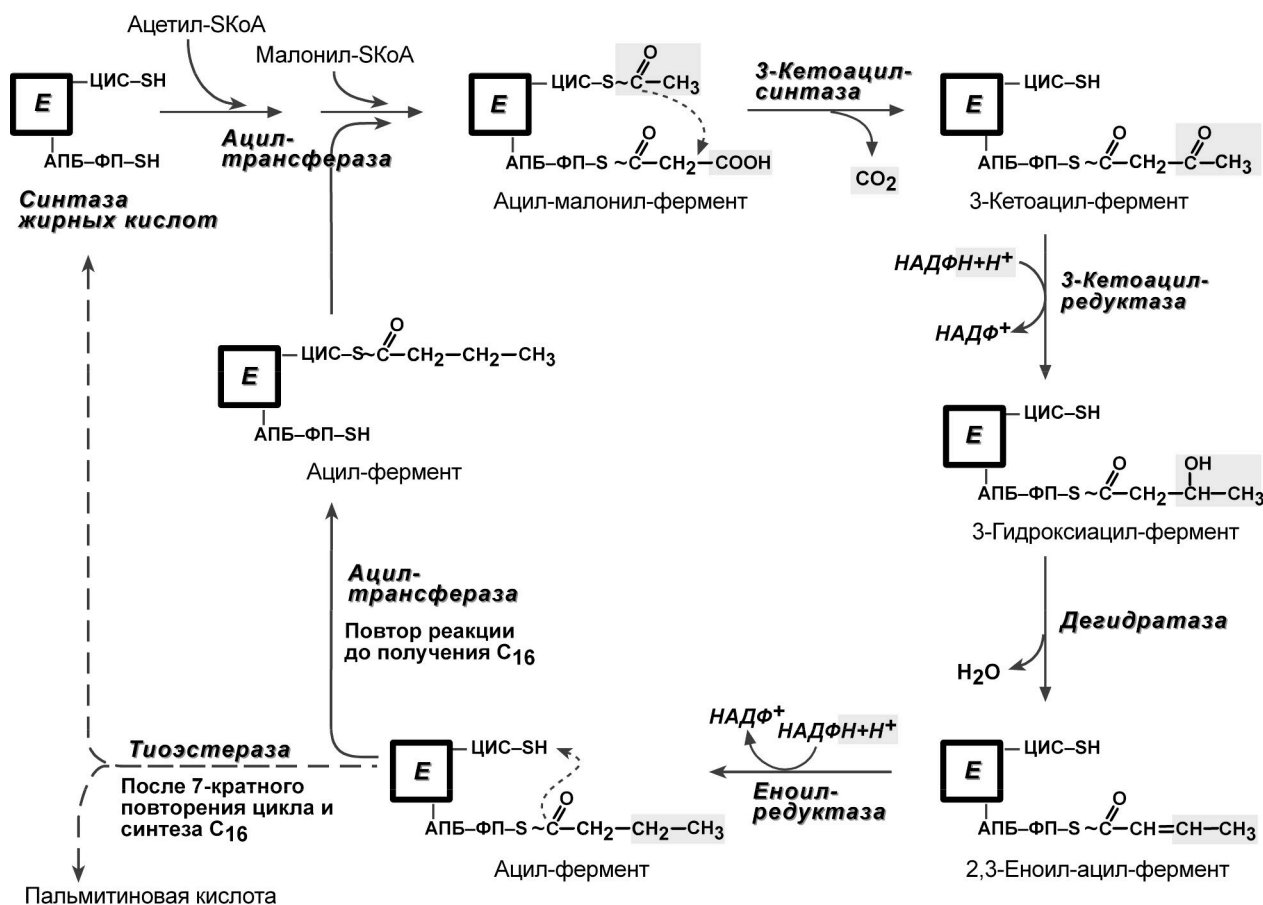 Ацетил-SКоА
Малонил-SКоА
E
ЦИС–SH
АПБ–ФП–SH
Синтаза
жирных кислот
Ацил-
трансфераза
E
ЦИС–S~C–CH3
O
АПБ–ФП–S~C–CH2–COOH
O
Ацил-малонил-фермент
3-Кетоацил-
синтаза
CO2
E
ЦИС–SH
O
O
АПБ–ФП–S~C–CH2–C–CH3
3-Кетоацил-фермент
НАДФН+Н+
НАДФ+
3-Кетоацил-
редуктаза
E
ЦИС–SH
O
OH
АПБ–ФП–S~C–CH2–CH–CH3
3-Гидроксиацил-фермент
Дегидратаза
H2O
E
ЦИС–SH
O
АПБ–ФП–S~C–CH=CH–CH3
2,3-Еноил-ацил-фермент
НАДФ+
НАДФН+Н+
Еноил-
редуктаза
E
ЦИС–SH
O
АПБ–ФП–S~C–CH2–CH2–CH3
Ацил-фермент
Ацил-
трансфераза
Повтор реакции
до получения C16
E
O
ЦИС–S~C–CH2–CH2–CH3
АПБ–ФП–SH
Ацил-фермент
Тиоэстераза
После 7-кратного
повторения цикла и
синтеза C16
Пальмитиновая кислота